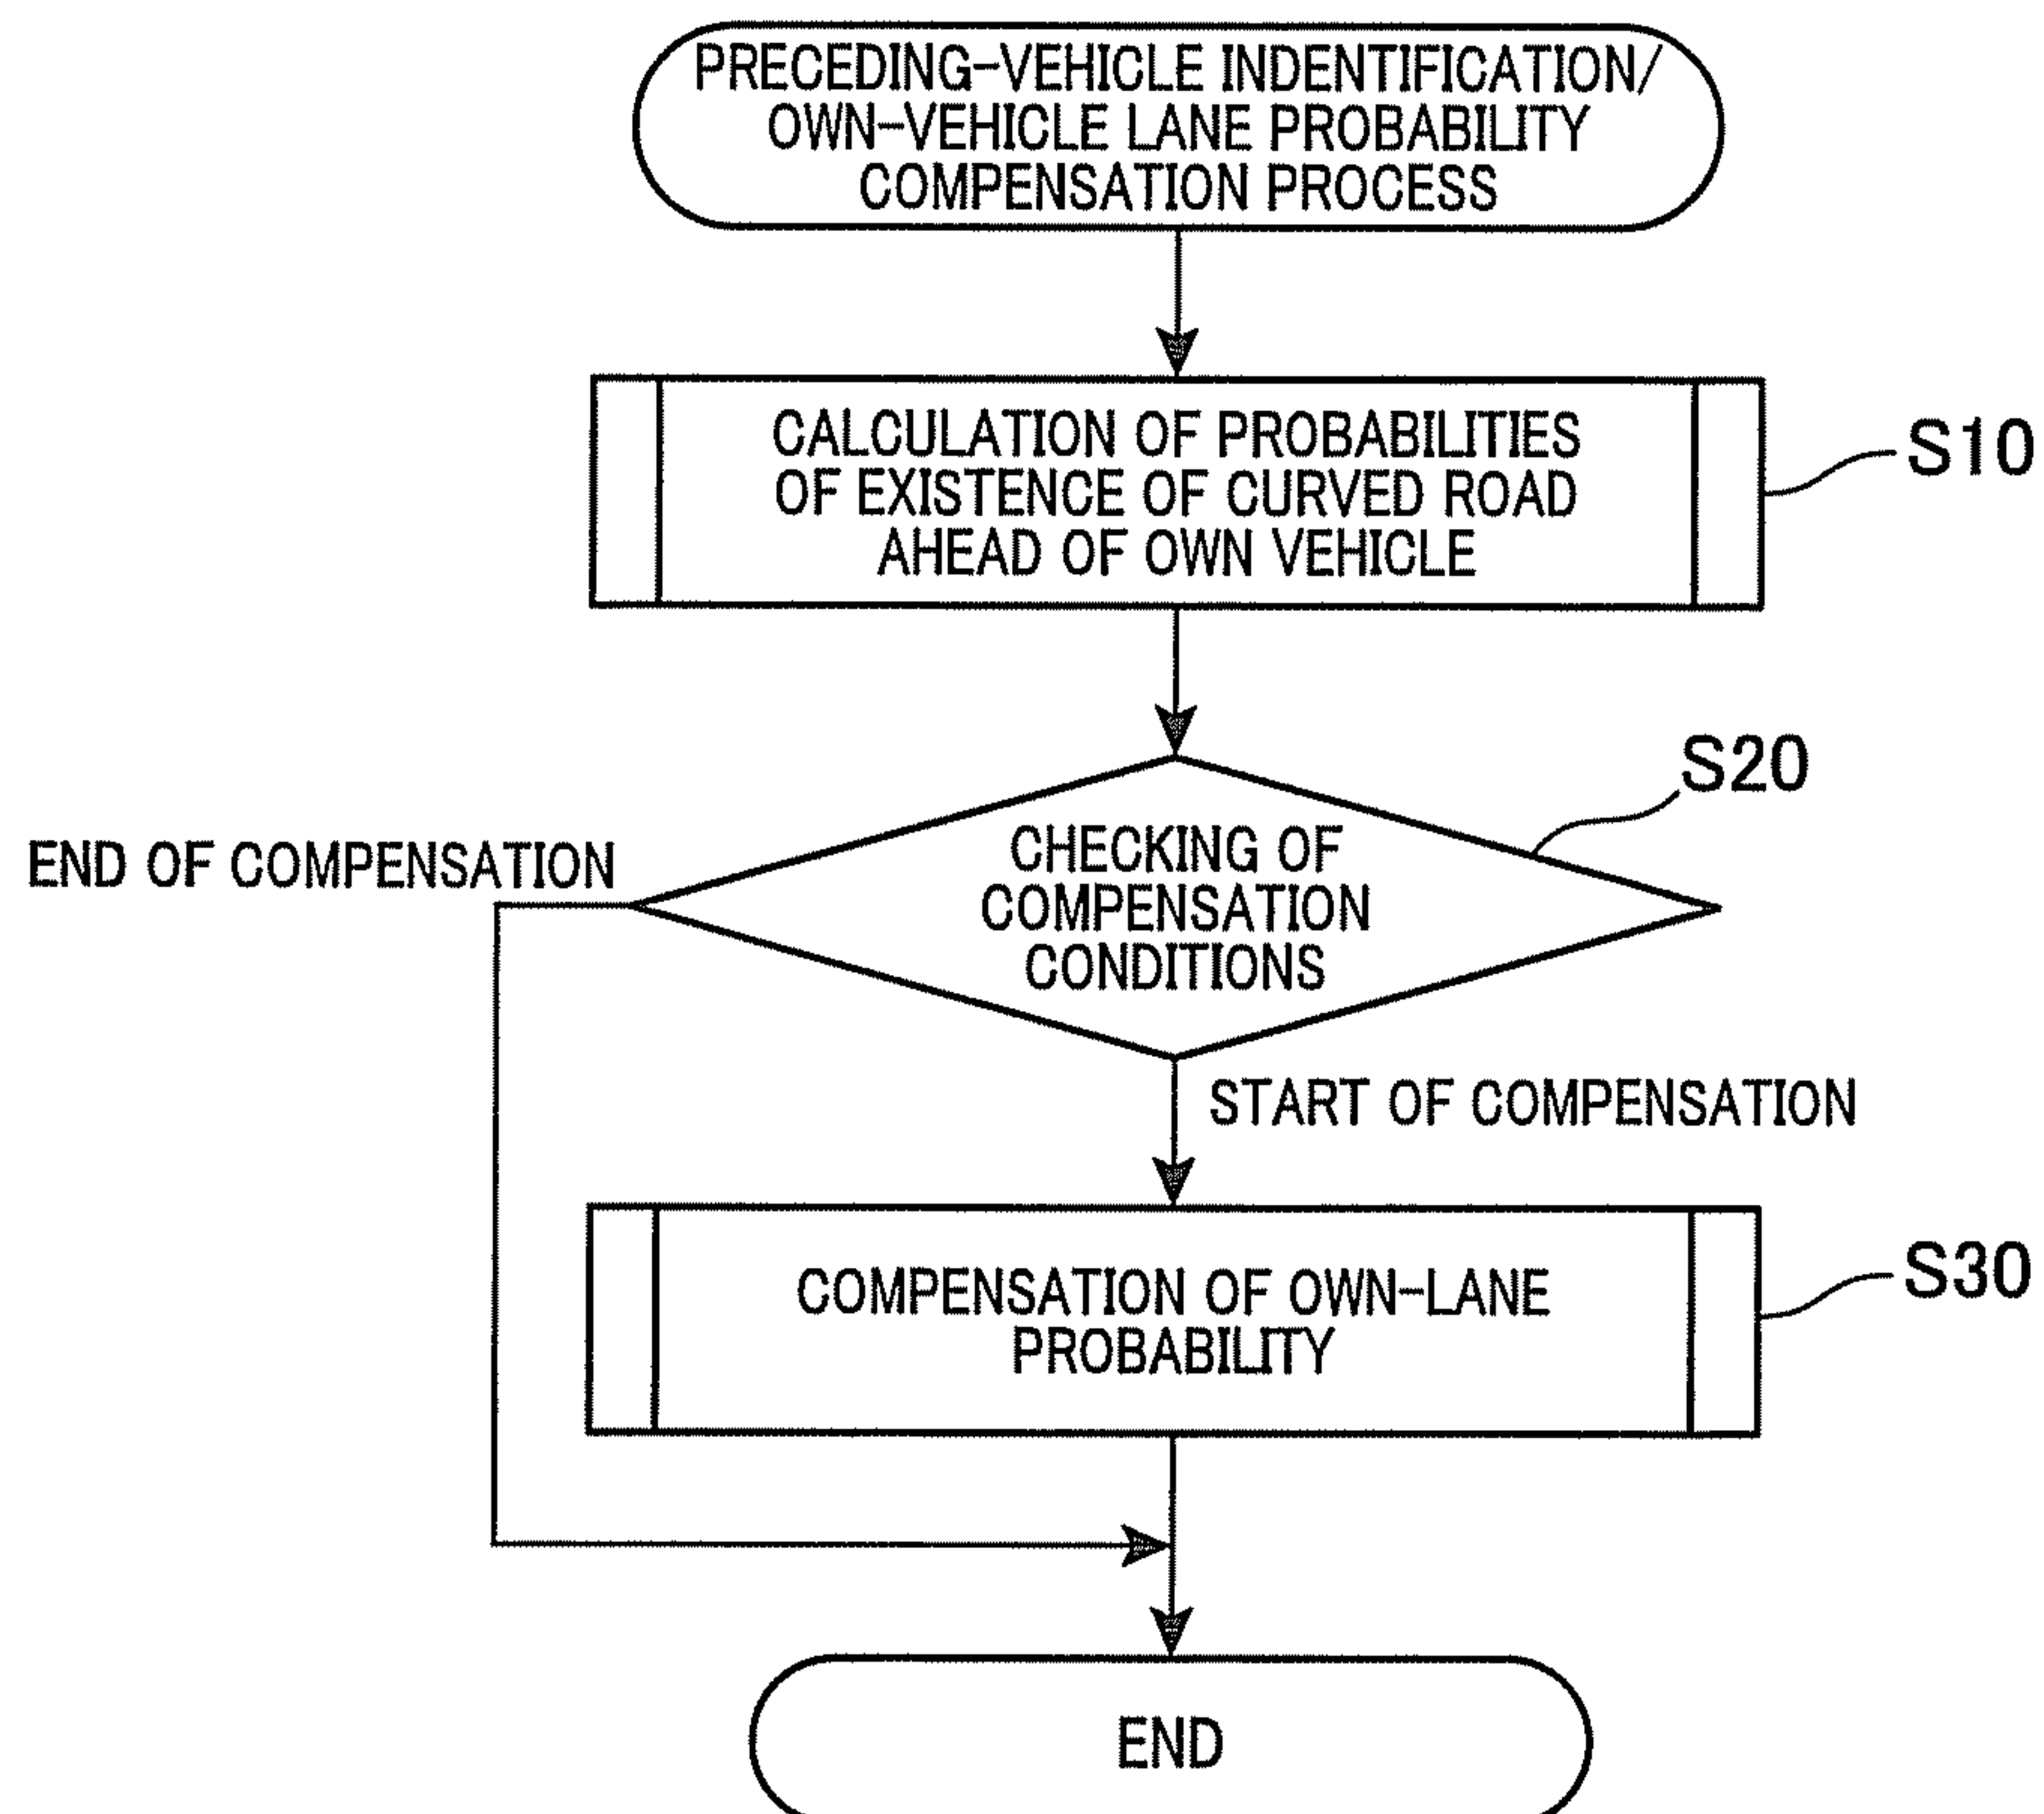 PRECEDING-VEHICLE INDENTIFICATION/
OWN-VEHICLE LANE PROBABILITY
COMPENSATION PROCESS
CALCULATION OF PROBABILITIES
OF EXISTENCE OF CURVED ROAD
AHEAD OF OWN VEHICLE
S10
S20
CHECKING OF
COMPENSATION
CONDITIONS
END OF COMPENSATION
START OF COMPENSATION
COMPENSATION OF OWN-LANE
PROBABILITY
S30
END